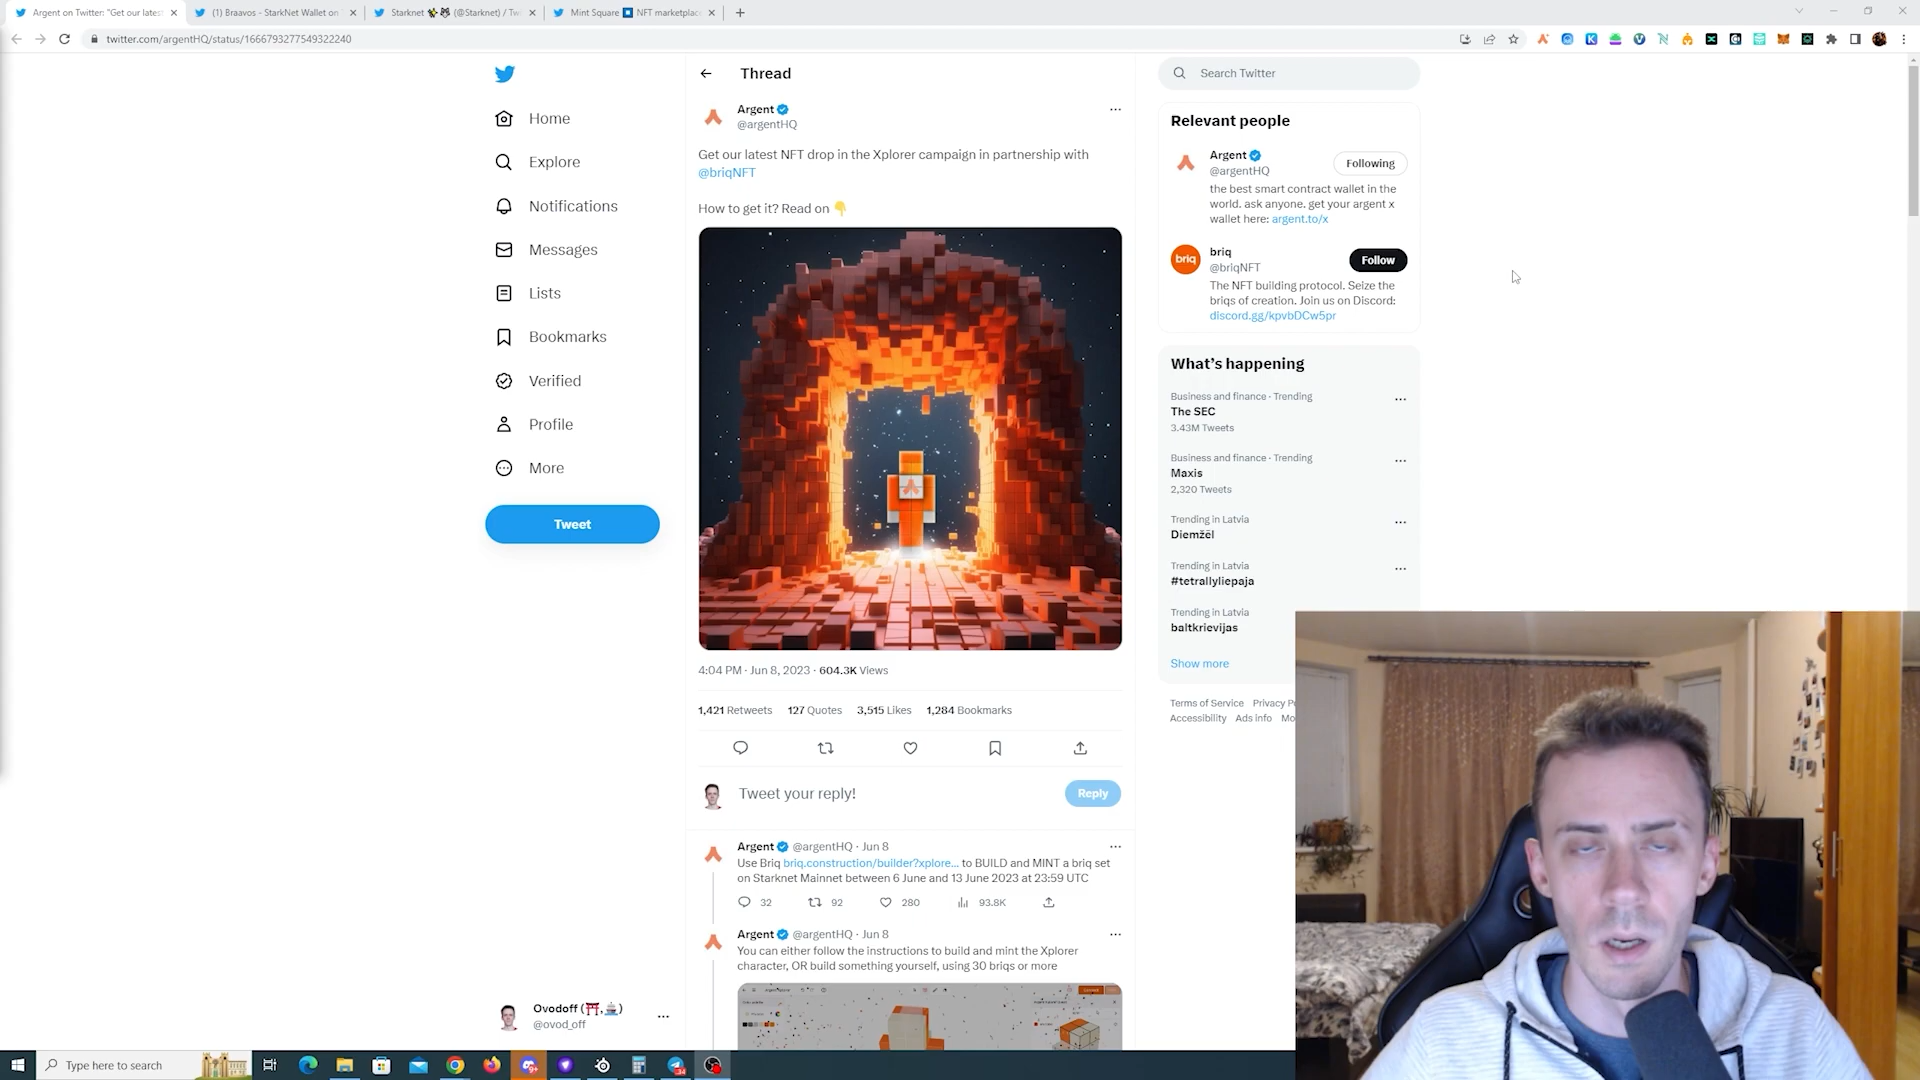 Argent on Twitter: "Get our lates
(1) Braavos - StarkNet Wallet on
Starknet (@Starknet) / Tw
Mint Square NFT marketplac
twitter.com/argentHQ/status/1666793277549322240
Home
Explore
Notifications
Messages
Lists
Bookmarks
Verified
Profile
More
Tweet
Ovodoff
@ovod_off
Thread
Argent
@argentHQ
Get our latest NFT drop in the Xplorer campaign in partnership with
@briqNFT
How to get it? Read on
4:04 PM · Jun 8, 2023 · 604.3K Views
1,421 Retweets 127 Quotes 3,515 Likes 1,284 Bookmarks
Tweet your reply!
Reply
Argent @argentHQ · Jun 8
Use Briq briq.construction/builder?xplore... to BUILD and MINT a briq set
on Starknet Mainnet between 6 June and 13 June 2023 at 23:59 UTC
32 92 280 93.8K
Argent @argentHQ · Jun 8
You can either follow the instructions to build and mint the Xplorer
character, OR build something yourself, using 30 briqs or more
Search Twitter
Relevant people
Argent
@argentHQ
Following
the best smart contract wallet in the
world. ask anyone. get your argent x
wallet here: argent.to/x
briq
briq
@briqNFT
Follow
The NFT building protocol. Seize the
briqs of creation. Join us on Discord:
discord.gg/kpvbDCw5pr
What's happening
Business and finance · Trending
The SEC
3.43M Tweets
Business and finance · Trending
Maxis
2,320 Tweets
Trending in Latvia
Diemžēl
Trending in Latvia
#tetrallyliepaja
Trending in Latvia
baltkrievijas
Show more
Terms of Service Privacy P
Accessibility Ads info Mo
Type here to search